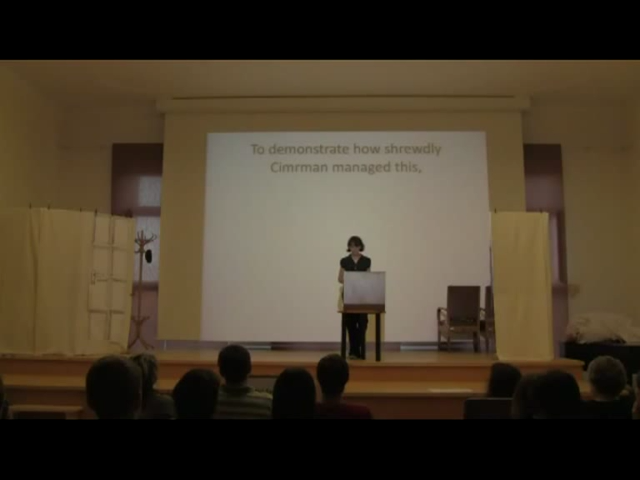 To demonstrate how shrewdly
Cimrman managed this,